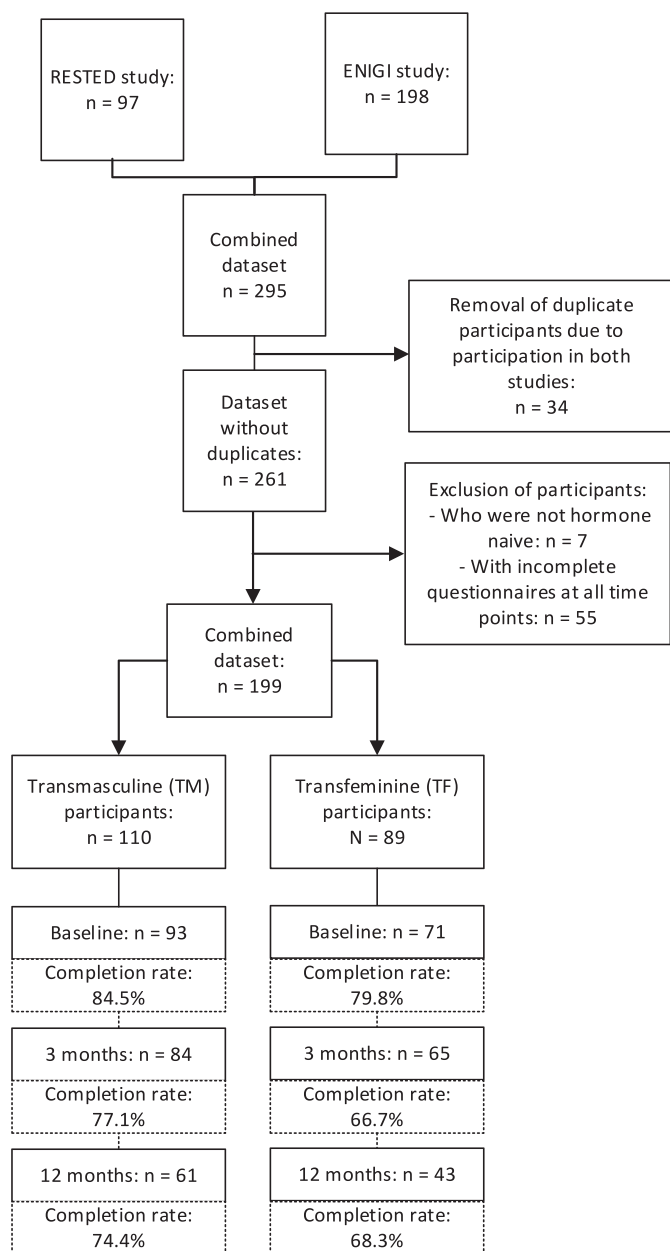 RESTED study:
n = 97
ENIGI study:
n = 198
Combined
dataset
n = 295
Removal of duplicate
participants due to
participation in both
studies:
n = 34
Dataset
without
duplicates:
n = 261
Exclusion of participants:
- Who were not hormone
naive: n = 7
- With incomplete
questionnaires at all time
points: n = 55
Combined
dataset:
n = 199
Transmasculine (TM)
participants:
n = 110
Transfeminine (TF)
participants:
N = 89
Baseline: n = 93
Completion rate:
84.5%
Baseline: n = 71
Completion rate:
79.8%
3 months: n = 84
Completion rate:
77.1%
3 months: n = 65
Completion rate:
66.7%
12 months: n = 61
Completion rate:
74.4%
12 months: n = 43
Completion rate:
68.3%